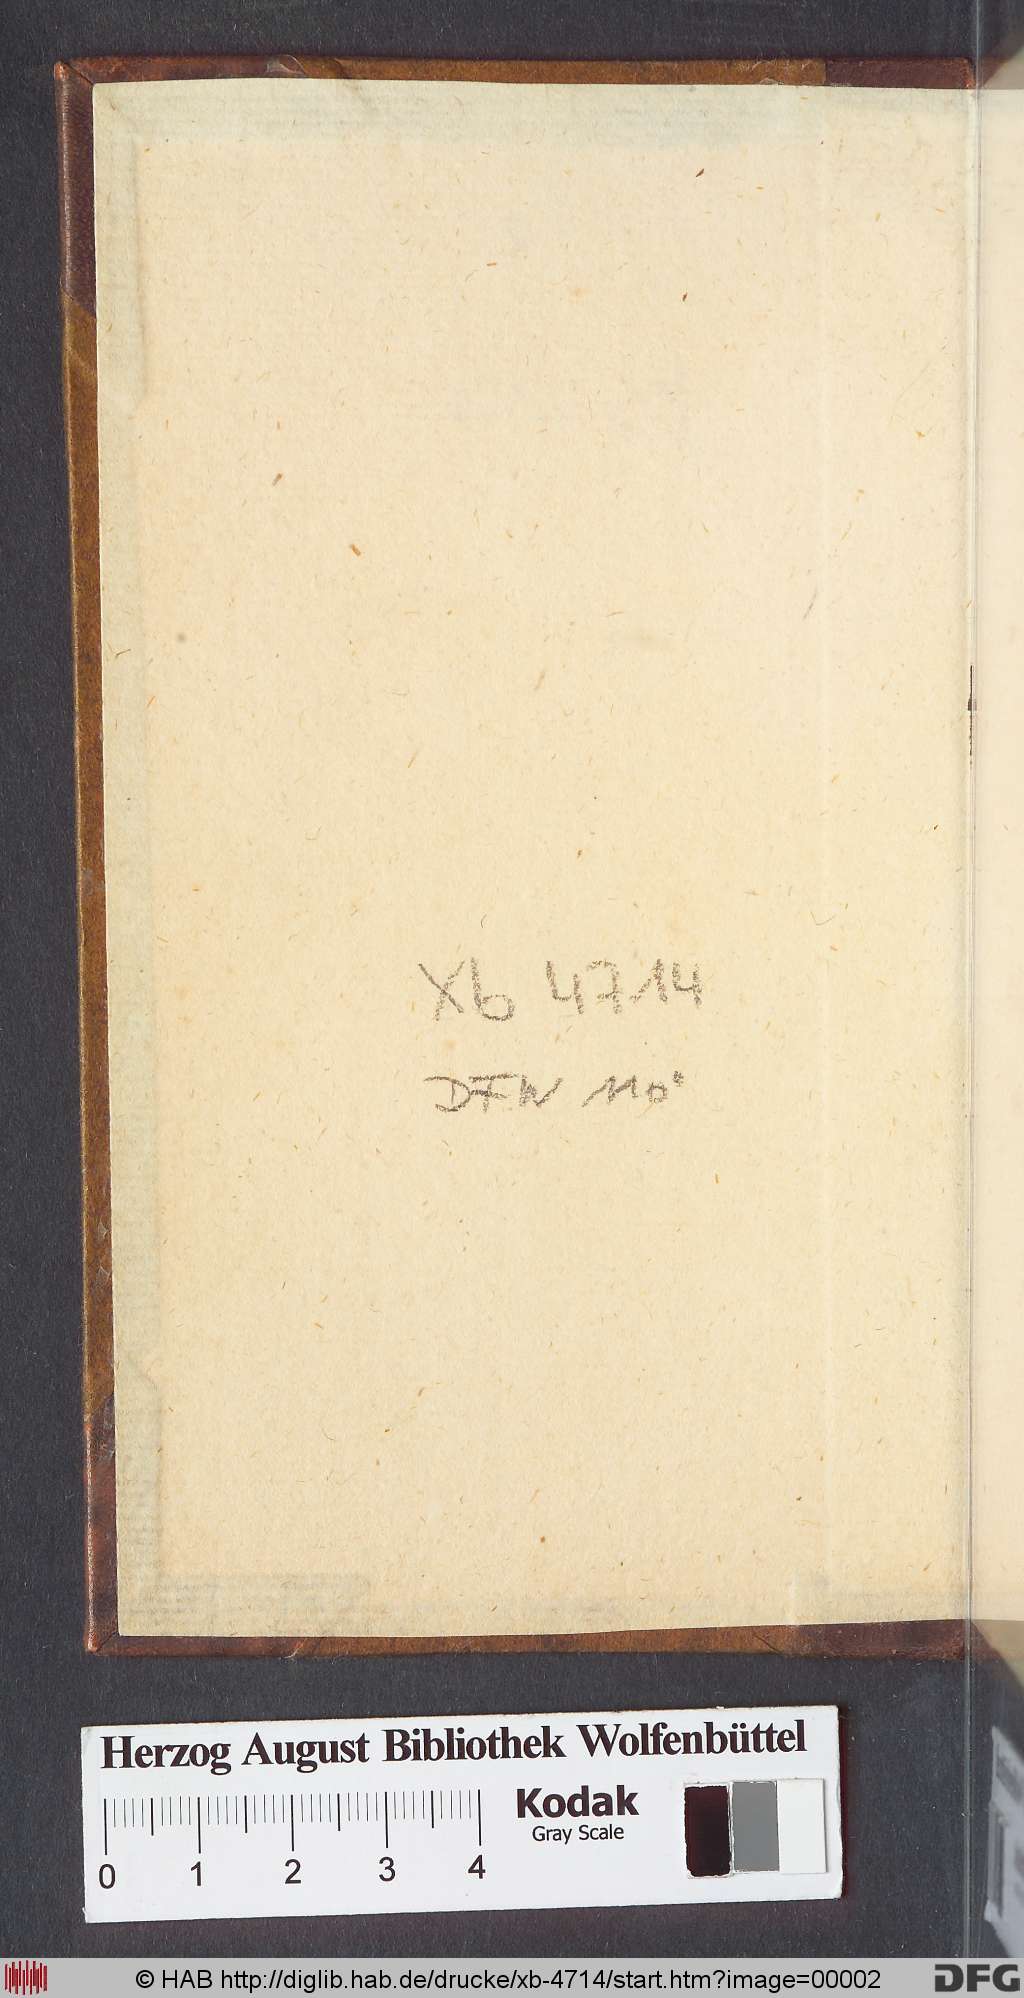 Xb 4714
DFW 110
Herzog August Bibliothek Wolfenbüttel
Kodak
Gray Scale
0 1 2 3 4
© HAB http://diglib.hab.de/drucke/xb-4714/start.htm?image=00002
DFG